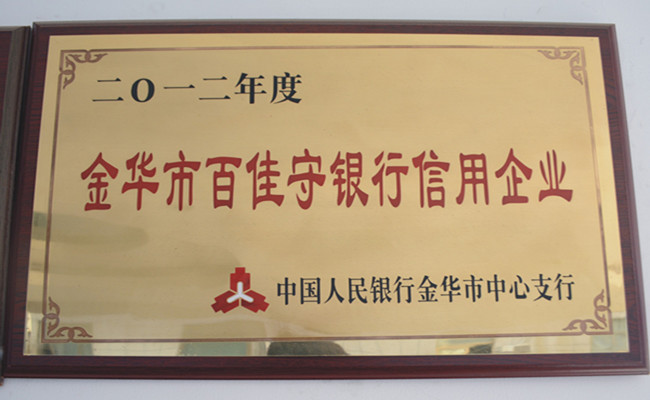 二O一二年度
金华市百佳守银行信用企业
中国人民银行金华市中心支行